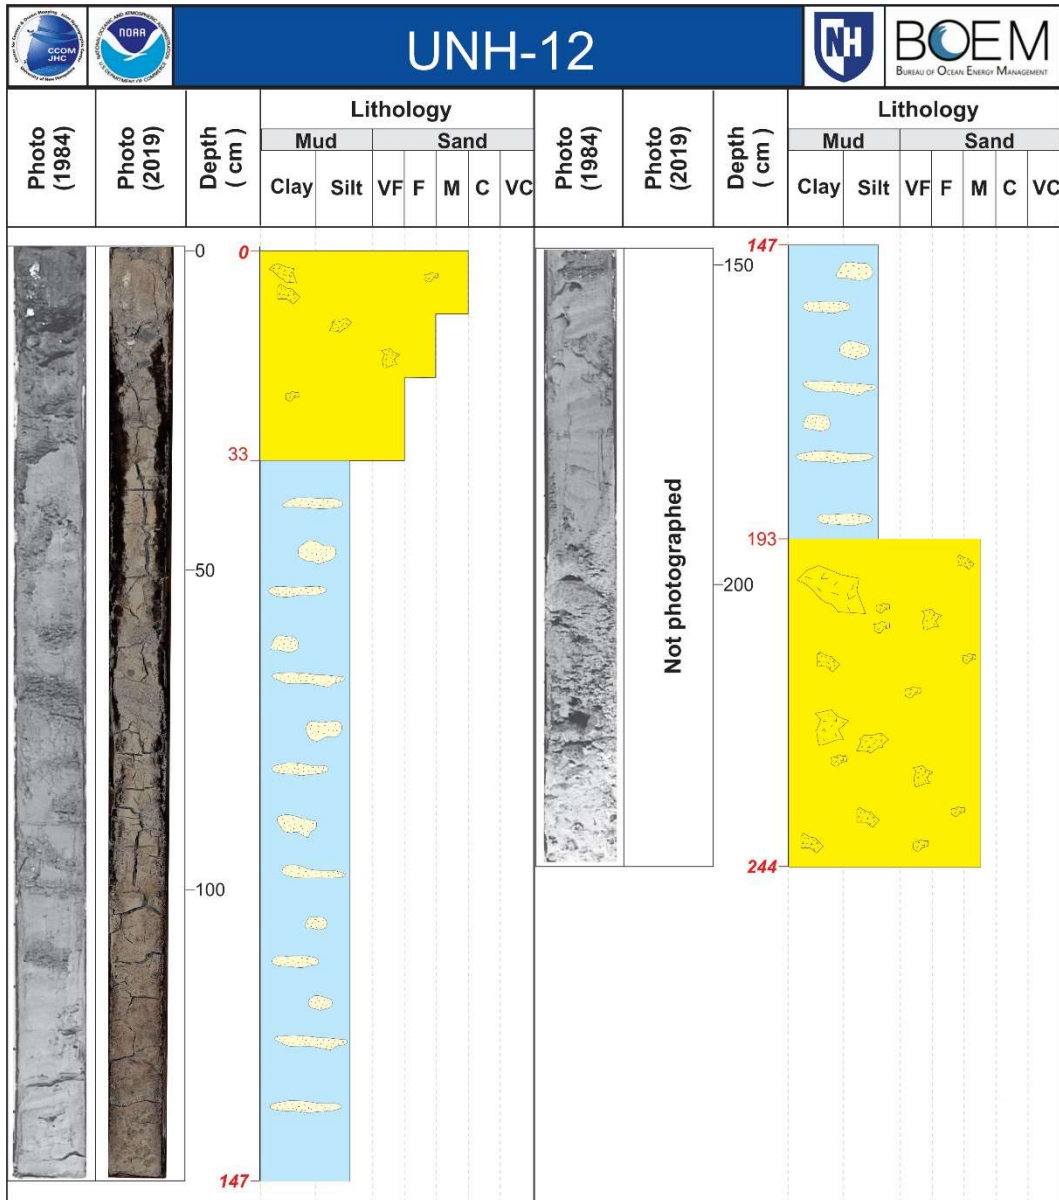 CCOM
JHC
NOAA
UNH-12
NH
BOEM
BUREAU OF OCEAN ENERGY MANAGEMENT
Photo
(1984)
Photo
(2019)
Depth
( cm)
Lithology
Mud
Sand
Clay
Silt
VF
F
M
C
VC
0
50
100
0
33
147
Photo
(1984)
Photo
(2019)
Depth
( cm)
Lithology
Mud
Sand
Clay
Silt
VF
F
M
C
VC
Not photographed
150
200
147
193
244